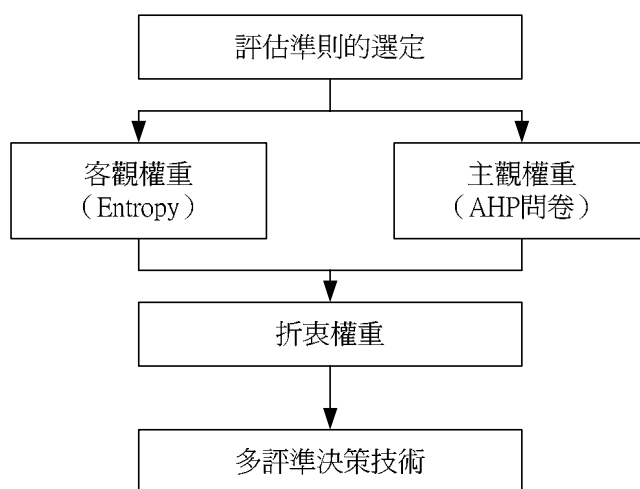 評估準則的選定
客觀權重
（Entropy）
主觀權重
（AHP問卷）
折衷權重
多評準決策技術